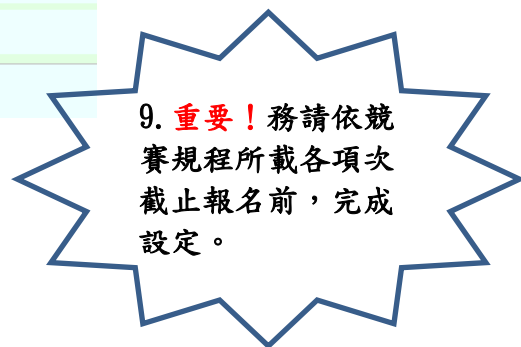 9. 重要！務請依競
賽規程所載各項次
截止報名前，完成
設定。